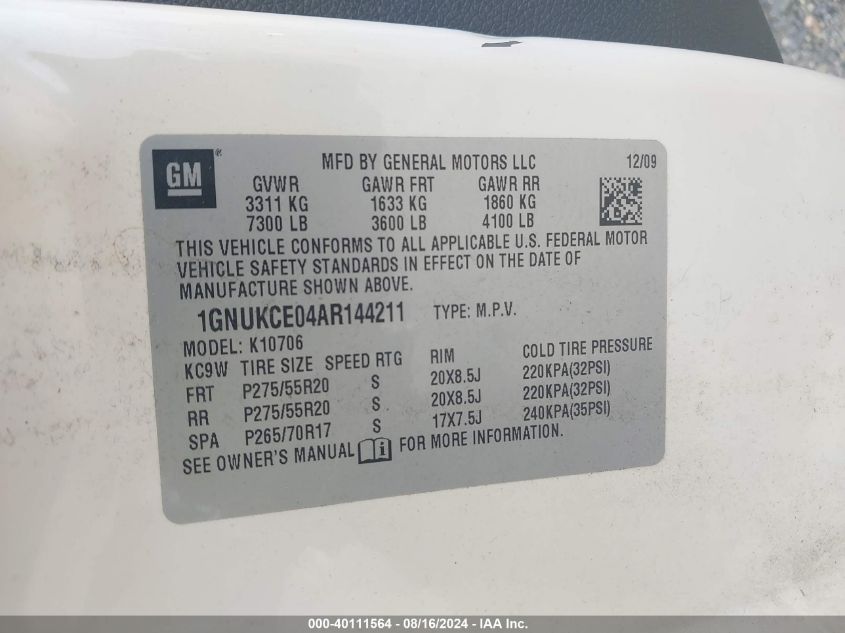 GM®
MFD BY GENERAL MOTORS LLC 12/09
GVWR GAWR FRT GAWR RR
3311 KG 1633 KG 1860 KG
7300 LB 3600 LB 4100 LB
THIS VEHICLE CONFORMS TO ALL APPLICABLE U.S. FEDERAL MOTOR
VEHICLE SAFETY STANDARDS IN EFFECT ON THE DATE OF
MANUFACTURE SHOWN ABOVE.
1GNUKCE04AR144211 TYPE: M.P.V.
MODEL: K10706
KC9W TIRE SIZE SPEED RTG RIM COLD TIRE PRESSURE
FRT P275/55R20 S 20X8.5J 220KPA(32PSI)
RR P275/55R20 S 20X8.5J 220KPA(32PSI)
SPA P265/70R17 S 17X7.5J 240KPA(35PSI)
SEE OWNER'S MANUAL i FOR MORE INFORMATION.
000-40111564 - 08/16/2024 - IAA Inc.